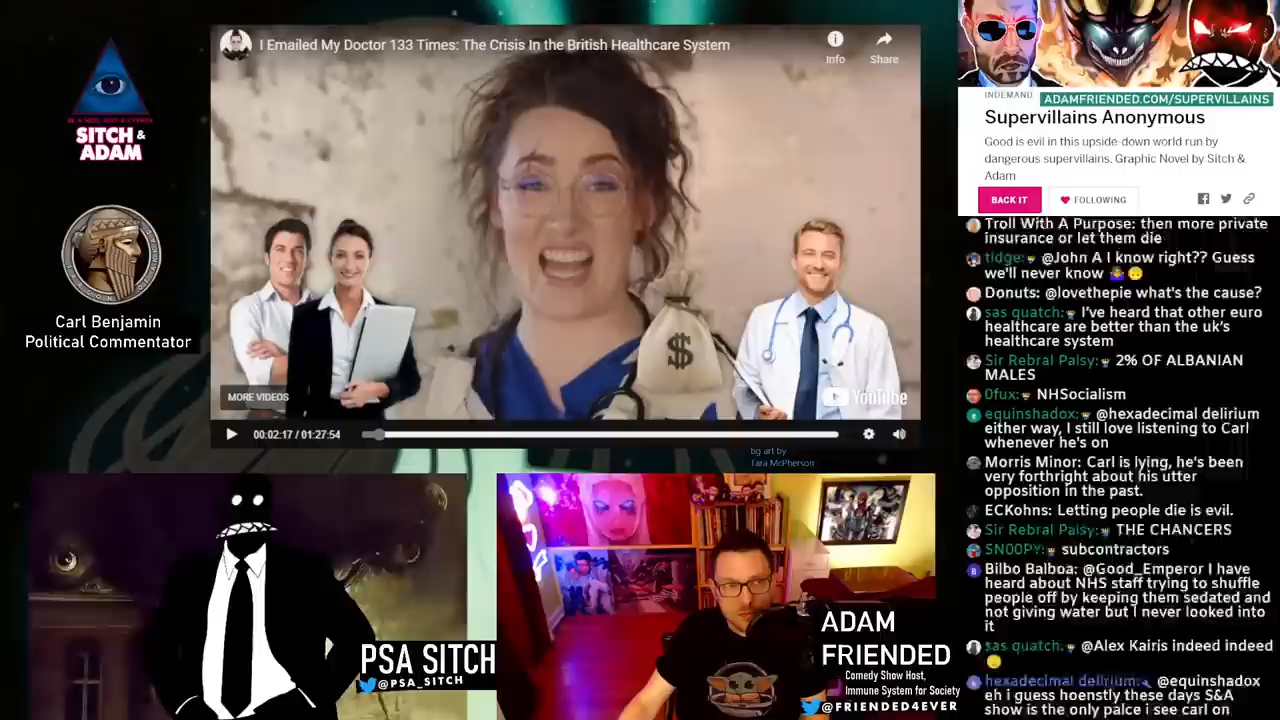 I Emailed My Doctor 133 Times: The Crisis In the British Healthcare System
Info
Share
SITCH &
ADAM
Carl Benjamin
Political Commentator
$
MORE VIDEOS
YouTube
00:02:17 / 01:27:54
bg art by
Tara McPherson
PSA SITCH
@PSA_SITCH
ADAM
FRIENDED
Comedy Show Host,
Immune System for Society
@FRIENDED4EVER
INDEMAND
ADAMFRIENDED.COM/SUPERVILLAINS
Supervillains Anonymous
Good is evil in this upside-down world run by
dangerous supervillains. Graphic Novel by Sitch &
Adam
BACK IT
FOLLOWING
Troll With A Purpose: then more private
insurance or let them die
tidge: @John A I know right?? Guess
we'll never know
Donuts: @lovethepie what's the cause?
sas quatch: I've heard that other euro
healthcare are better than the uk's
healthcare system
Sir Rebral Palsy: 2% OF ALBANIAN
MALES
0fux: NHSocialism
equinshadox: @hexadecimal delirium
either way, I still love listening to Carl
whenever he's on
Morris Minor: Carl is lying, he's been
very forthright about his utter
opposition in the past.
ECKohns: Letting people die is evil.
Sir Rebral Palsy: THE CHANCERS
SN00PY: subcontractors
Bilbo Balboa: @Good_Emperor I have
heard about NHS staff trying to shuffle
people off by keeping them sedated and
not giving water but I never looked into
it
sas quatch: @Alex Kairis indeed indeed
hexadecimal delirium: @equinshadox
eh i guess hoenstly these days S&A
show is the only palce i see carl on